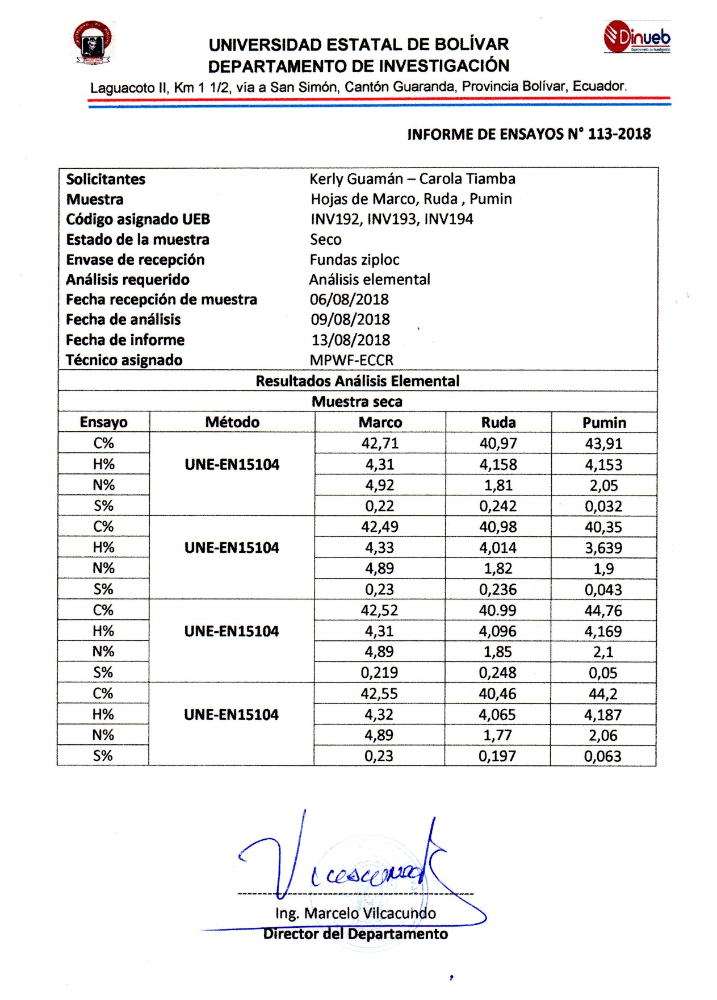 UNIVERSIDAD ESTATAL DE BOLÍVAR
Dinueb
DEPARTAMENTO DE INVESTIGACIÓN
Laguacoto II, Km 1 1/2, vía a San Simón, Cantón Guaranda, Provincia Bolívar, Ecuador.
INFORME DE ENSAYOS N° 113-2018
Solicitantes Kerly Guamán – Carola Tiamba
Muestra Hojas de Marco, Ruda , Pumin
Código asignado UEB INV192, INV193, INV194
Estado de la muestra Seco
Envase de recepción Fundas ziploc
Análisis requerido Análisis elemental
Fecha recepción de muestra 06/08/2018
Fecha de análisis 09/08/2018
Fecha de informe 13/08/2018
Técnico asignado MPWF-ECCR
Resultados Análisis Elemental
Muestra seca
Ensayo Método Marco Ruda Pumin
C% 42,71 40,97 43,91
H% UNE-EN15104 4,31 4,158 4,153
N% 4,92 1,81 2,05
S% 0,22 0,242 0,032
C% 42,49 40,98 40,35
H% UNE-EN15104 4,33 4,014 3,639
N% 4,89 1,82 1,9
S% 0,23 0,236 0,043
C% 42,52 40.99 44,76
H% UNE-EN15104 4,31 4,096 4,169
N% 4,89 1,85 2,1
S% 0,219 0,248 0,05
C% 42,55 40,46 44,2
H% UNE-EN15104 4,32 4,065 4,187
N% 4,89 1,77 2,06
S% 0,23 0,197 0,063
Ing. Marcelo Vilcacundo
Director del Departamento